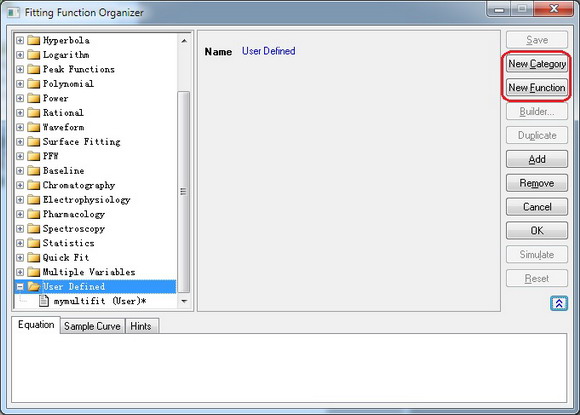 Fitting Function Organizer
Hyperbola
Logarithm
Peak Functions
Polynomial
Power
Rational
Waveform
Surface Fitting
PFW
Baseline
Chromatography
Electrophysiology
Pharmacology
Spectroscopy
Statistics
Quick Fit
Multiple Variables
User Defined
mymultifit (User)*
Name User Defined
Save
New Category
New Function
Builder...
Duplicate
Add
Remove
Cancel
OK
Simulate
Reset
Equation Sample Curve Hints